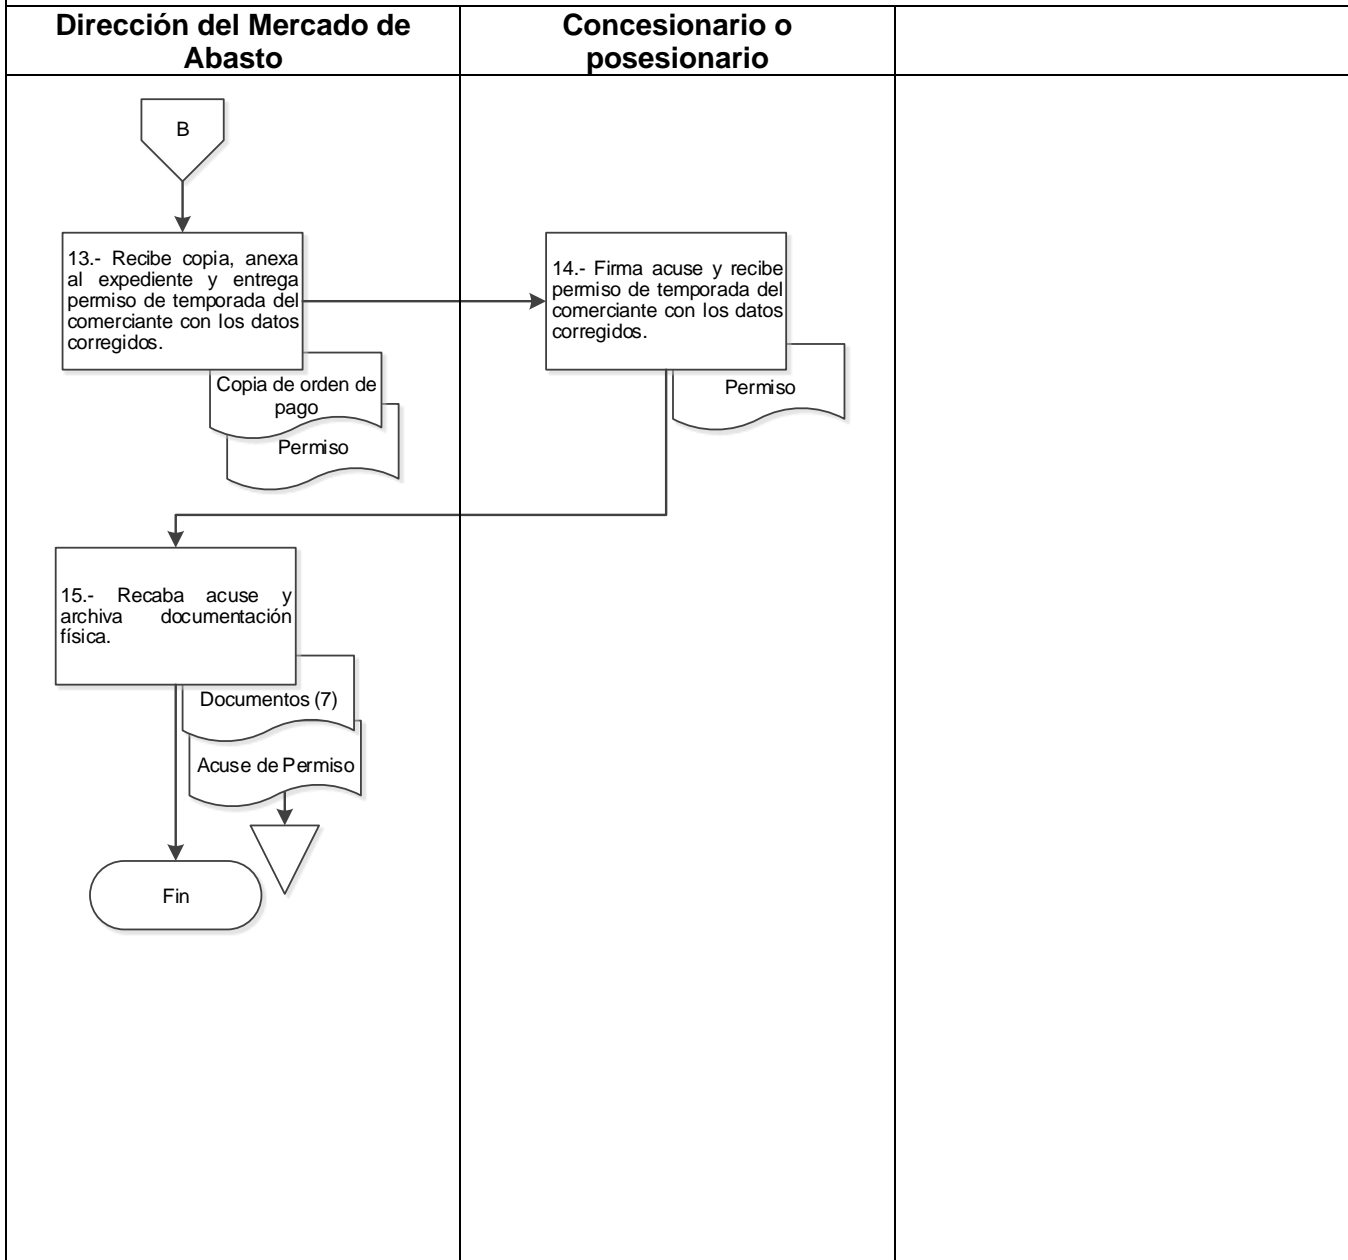 Dirección del Mercado de
Abasto
Concesionario o
posesionario
B
13.- Recibe copia, anexa
al expediente y entrega
permiso de temporada del
comerciante con los datos
corregidos.
Copia de orden de
pago
Permiso
14.- Firma acuse y recibe
permiso de temporada del
comerciante con los datos
corregidos.
Permiso
15.- Recaba acuse y
archiva documentación
física.
Documentos (7)
Acuse de Permiso
Fin